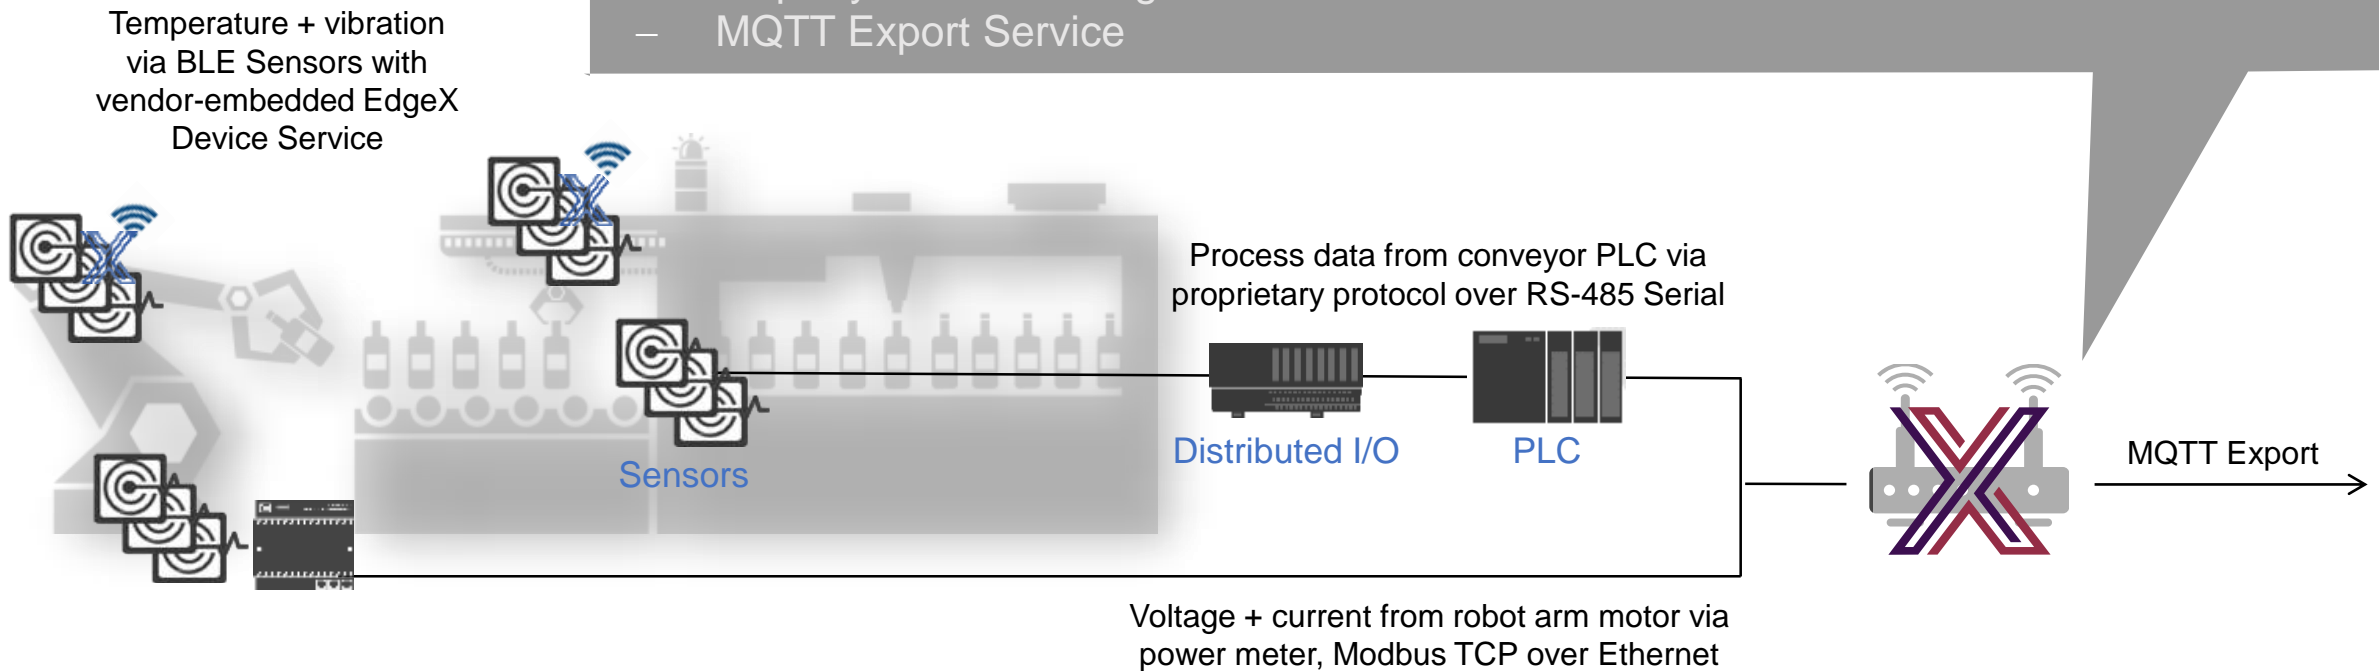 Temperature + vibration
via BLE Sensors with
vendor-embedded EdgeX
Device Service
– MQTT Export Service
Process data from conveyor PLC via
proprietary protocol over RS-485 Serial
Sensors
Distributed I/O
PLC
MQTT Export
Voltage + current from robot arm motor via
power meter, Modbus TCP over Ethernet